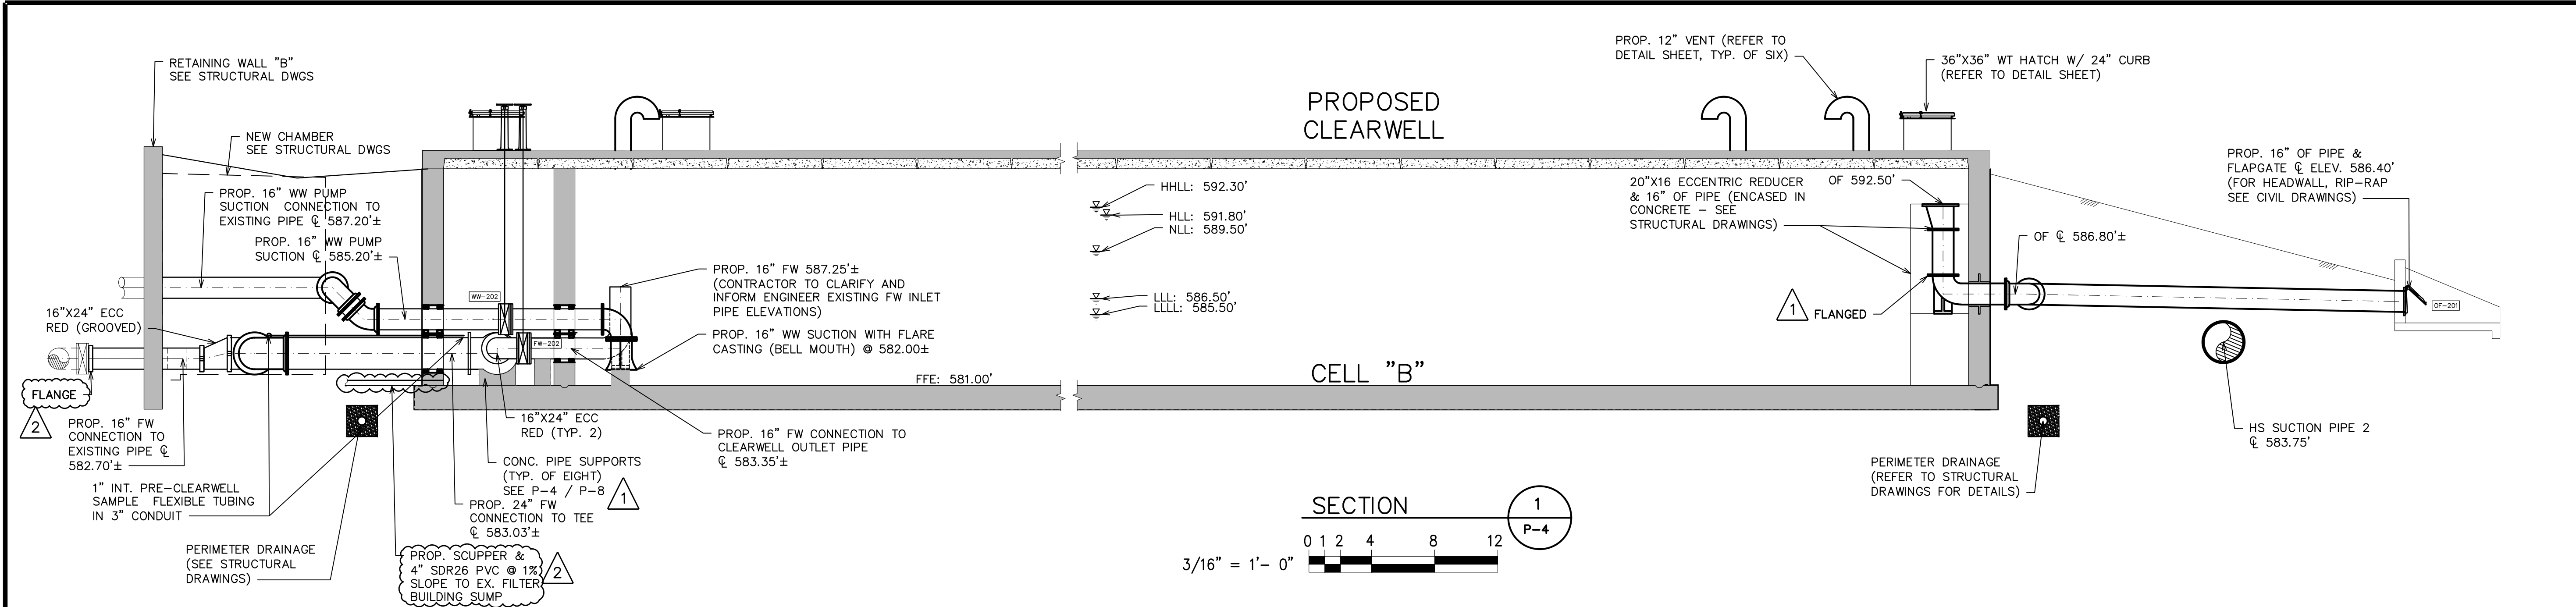 RETAINING WALL "B"
SEE STRUCTURAL DWGS
NEW CHAMBER
SEE STRUCTURAL DWGS
PROP. 16" WW PUMP
SUCTION CONNECTION TO
EXISTING PIPE ℄ 587.20'±
PROP. 16" WW PUMP
SUCTION ℄ 585.20'±
16"X24" ECC
RED (GROOVED)
FLANGE
2
PROP. 16" FW
CONNECTION TO
EXISTING PIPE ℄
582.70'±
1" INT. PRE-CLEARWELL
SAMPLE FLEXIBLE TUBING
IN 3" CONDUIT
PERIMETER DRAINAGE
(SEE STRUCTURAL
DRAWINGS)
PROP. SCUPPER &
4" SDR26 PVC @ 1%
SLOPE TO EX. FILTER
BUILDING SUMP
2
WW-202
FW-202
PROP. 16" FW 587.25'±
(CONTRACTOR TO CLARIFY AND
INFORM ENGINEER EXISTING FW INLET
PIPE ELEVATIONS)
PROP. 16" WW SUCTION WITH FLARE
CASTING (BELL MOUTH) @ 582.00±
16"X24" ECC
RED (TYP. 2)
CONC. PIPE SUPPORTS
(TYP. OF EIGHT)
SEE P-4 / P-8
1
PROP. 24" FW
CONNECTION TO TEE
℄ 583.03'±
PROP. 16" FW CONNECTION TO
CLEARWELL OUTLET PIPE
℄ 583.35'±
FFE: 581.00'
PROPOSED
CLEARWELL
HHLL: 592.30'
HLL: 591.80'
NLL: 589.50'
LLL: 586.50'
LLLL: 585.50'
CELL "B"
SECTION
1
P-4
0 1 2 4 8 12
3/16" = 1'- 0"
PROP. 12" VENT (REFER TO
DETAIL SHEET, TYP. OF SIX)
36"X36" WT HATCH W/ 24" CURB
(REFER TO DETAIL SHEET)
20"X16 ECCENTRIC REDUCER
& 16" OF PIPE (ENCASED IN
CONCRETE – SEE
STRUCTURAL DRAWINGS)
OF 592.50'
1
FLANGED
OF ℄ 586.80'±
PROP. 16" OF PIPE &
FLAPGATE ℄ ELEV. 586.40'
(FOR HEADWALL, RIP-RAP
SEE CIVIL DRAWINGS)
OF-201
HS SUCTION PIPE 2
℄ 583.75'
PERIMETER DRAINAGE
(REFER TO STRUCTURAL
DRAWINGS FOR DETAILS)